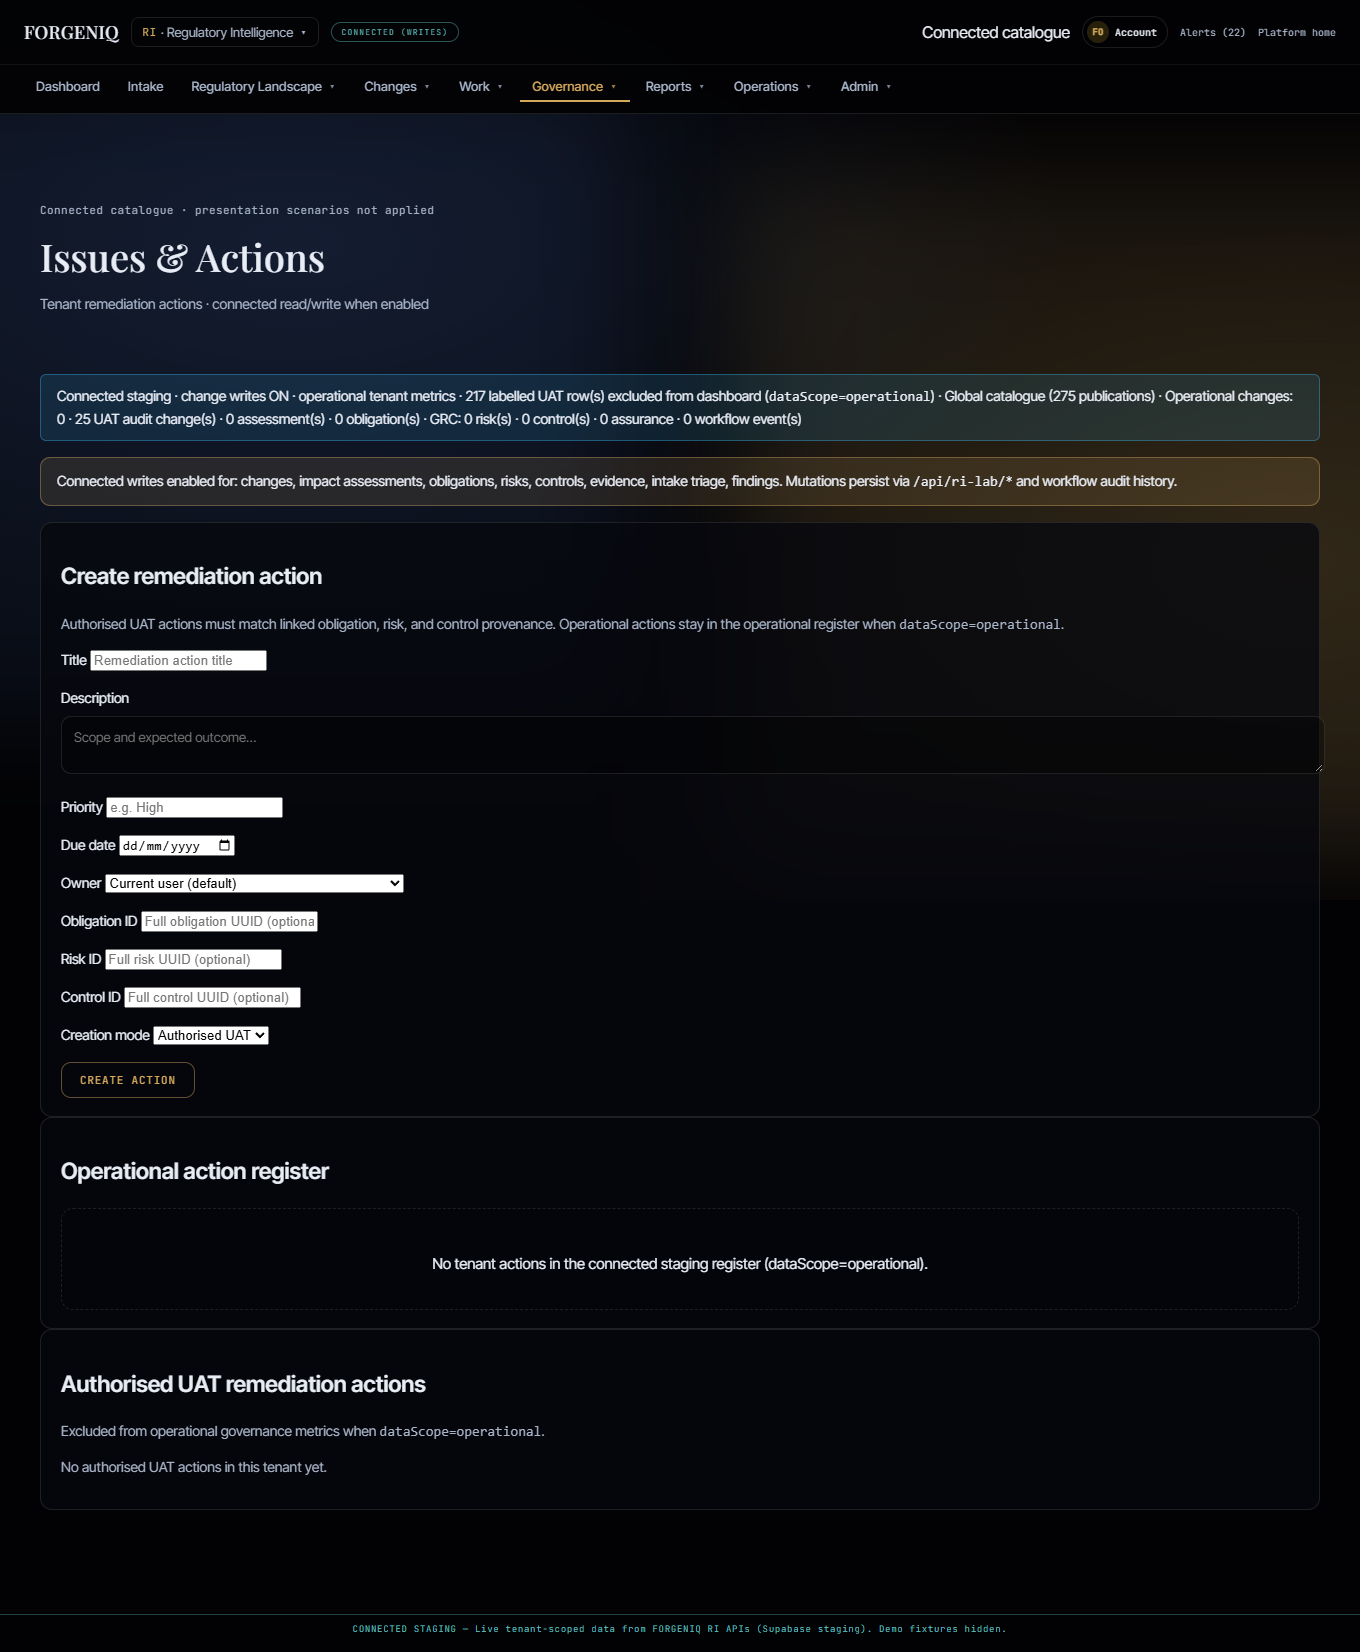 FORGENIQ
RI · Regulatory Intelligence ▾
CONNECTED (WRITES)
Connected catalogue
FO Account
Alerts (22)
Platform home
Dashboard
Intake
Regulatory Landscape ▾
Changes ▾
Work ▾
Governance ▾
Reports ▾
Operations ▾
Admin ▾
Connected catalogue · presentation scenarios not applied
Issues & Actions
Tenant remediation actions · connected read/write when enabled
Connected staging · change writes ON · operational tenant metrics · 217 labelled UAT row(s) excluded from dashboard (dataScope=operational) · Global catalogue (275 publications) · Operational changes:
0 · 25 UAT audit change(s) · 0 assessment(s) · 0 obligation(s) · GRC: 0 risk(s) · 0 control(s) · 0 assurance · 0 workflow event(s)
Connected writes enabled for: changes, impact assessments, obligations, risks, controls, evidence, intake triage, findings. Mutations persist via /api/ri-lab/* and workflow audit history.
Create remediation action
Authorised UAT actions must match linked obligation, risk, and control provenance. Operational actions stay in the operational register when dataScope=operational.
Title Remediation action title
Description
Scope and expected outcome...
Priority e.g. High
Due date dd/mm/yyyy
Owner Current user (default)
Obligation ID Full obligation UUID (optiona
Risk ID Full risk UUID (optional)
Control ID Full control UUID (optional)
Creation mode Authorised UAT
CREATE ACTION
Operational action register
No tenant actions in the connected staging register (dataScope=operational).
Authorised UAT remediation actions
Excluded from operational governance metrics when dataScope=operational.
No authorised UAT actions in this tenant yet.
CONNECTED STAGING — Live tenant-scoped data from FORGENIQ RI APIs (Supabase staging). Demo fixtures hidden.